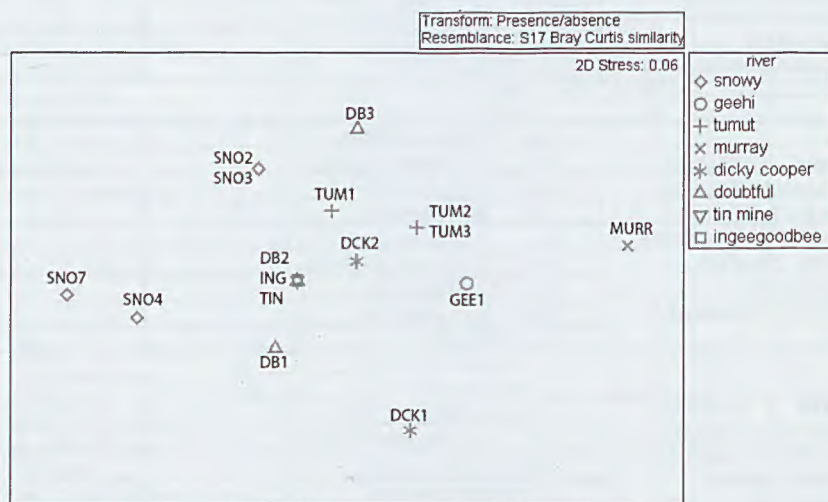 Transform: Presence/absence
Resemblance: S17 Bray Curtis similarity
2D Stress: 0.06
river
snowy
geehi
tumut
murray
dicky cooper
doubtful
tin mine
ingeegoodbee
DB3
SNO2
SNO3
TUM1
TUM2
TUM3
MURR
DCK2
DB2
ING
TIN
GEE1
SNO7
SNO4
DB1
DCK1